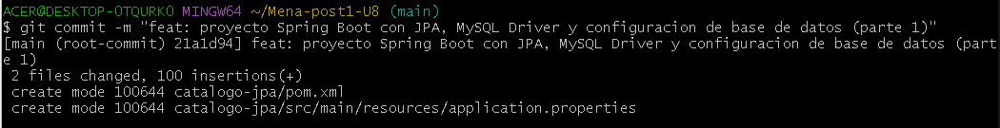 ACER@DESKTOP-OTQURKO MINGW64 ~/Mena-post1-U8 (main)
$ git commit -m "feat: proyecto Spring Boot con JPA, MySQL Driver y configuracion de base de datos (parte 1)"
[main (root-commit) 21a1d94] feat: proyecto Spring Boot con JPA, MySQL Driver y configuracion de base de datos (part
e 1)
 2 files changed, 100 insertions(+)
 create mode 100644 catalogo-jpa/pom.xml
 create mode 100644 catalogo-jpa/src/main/resources/application.properties